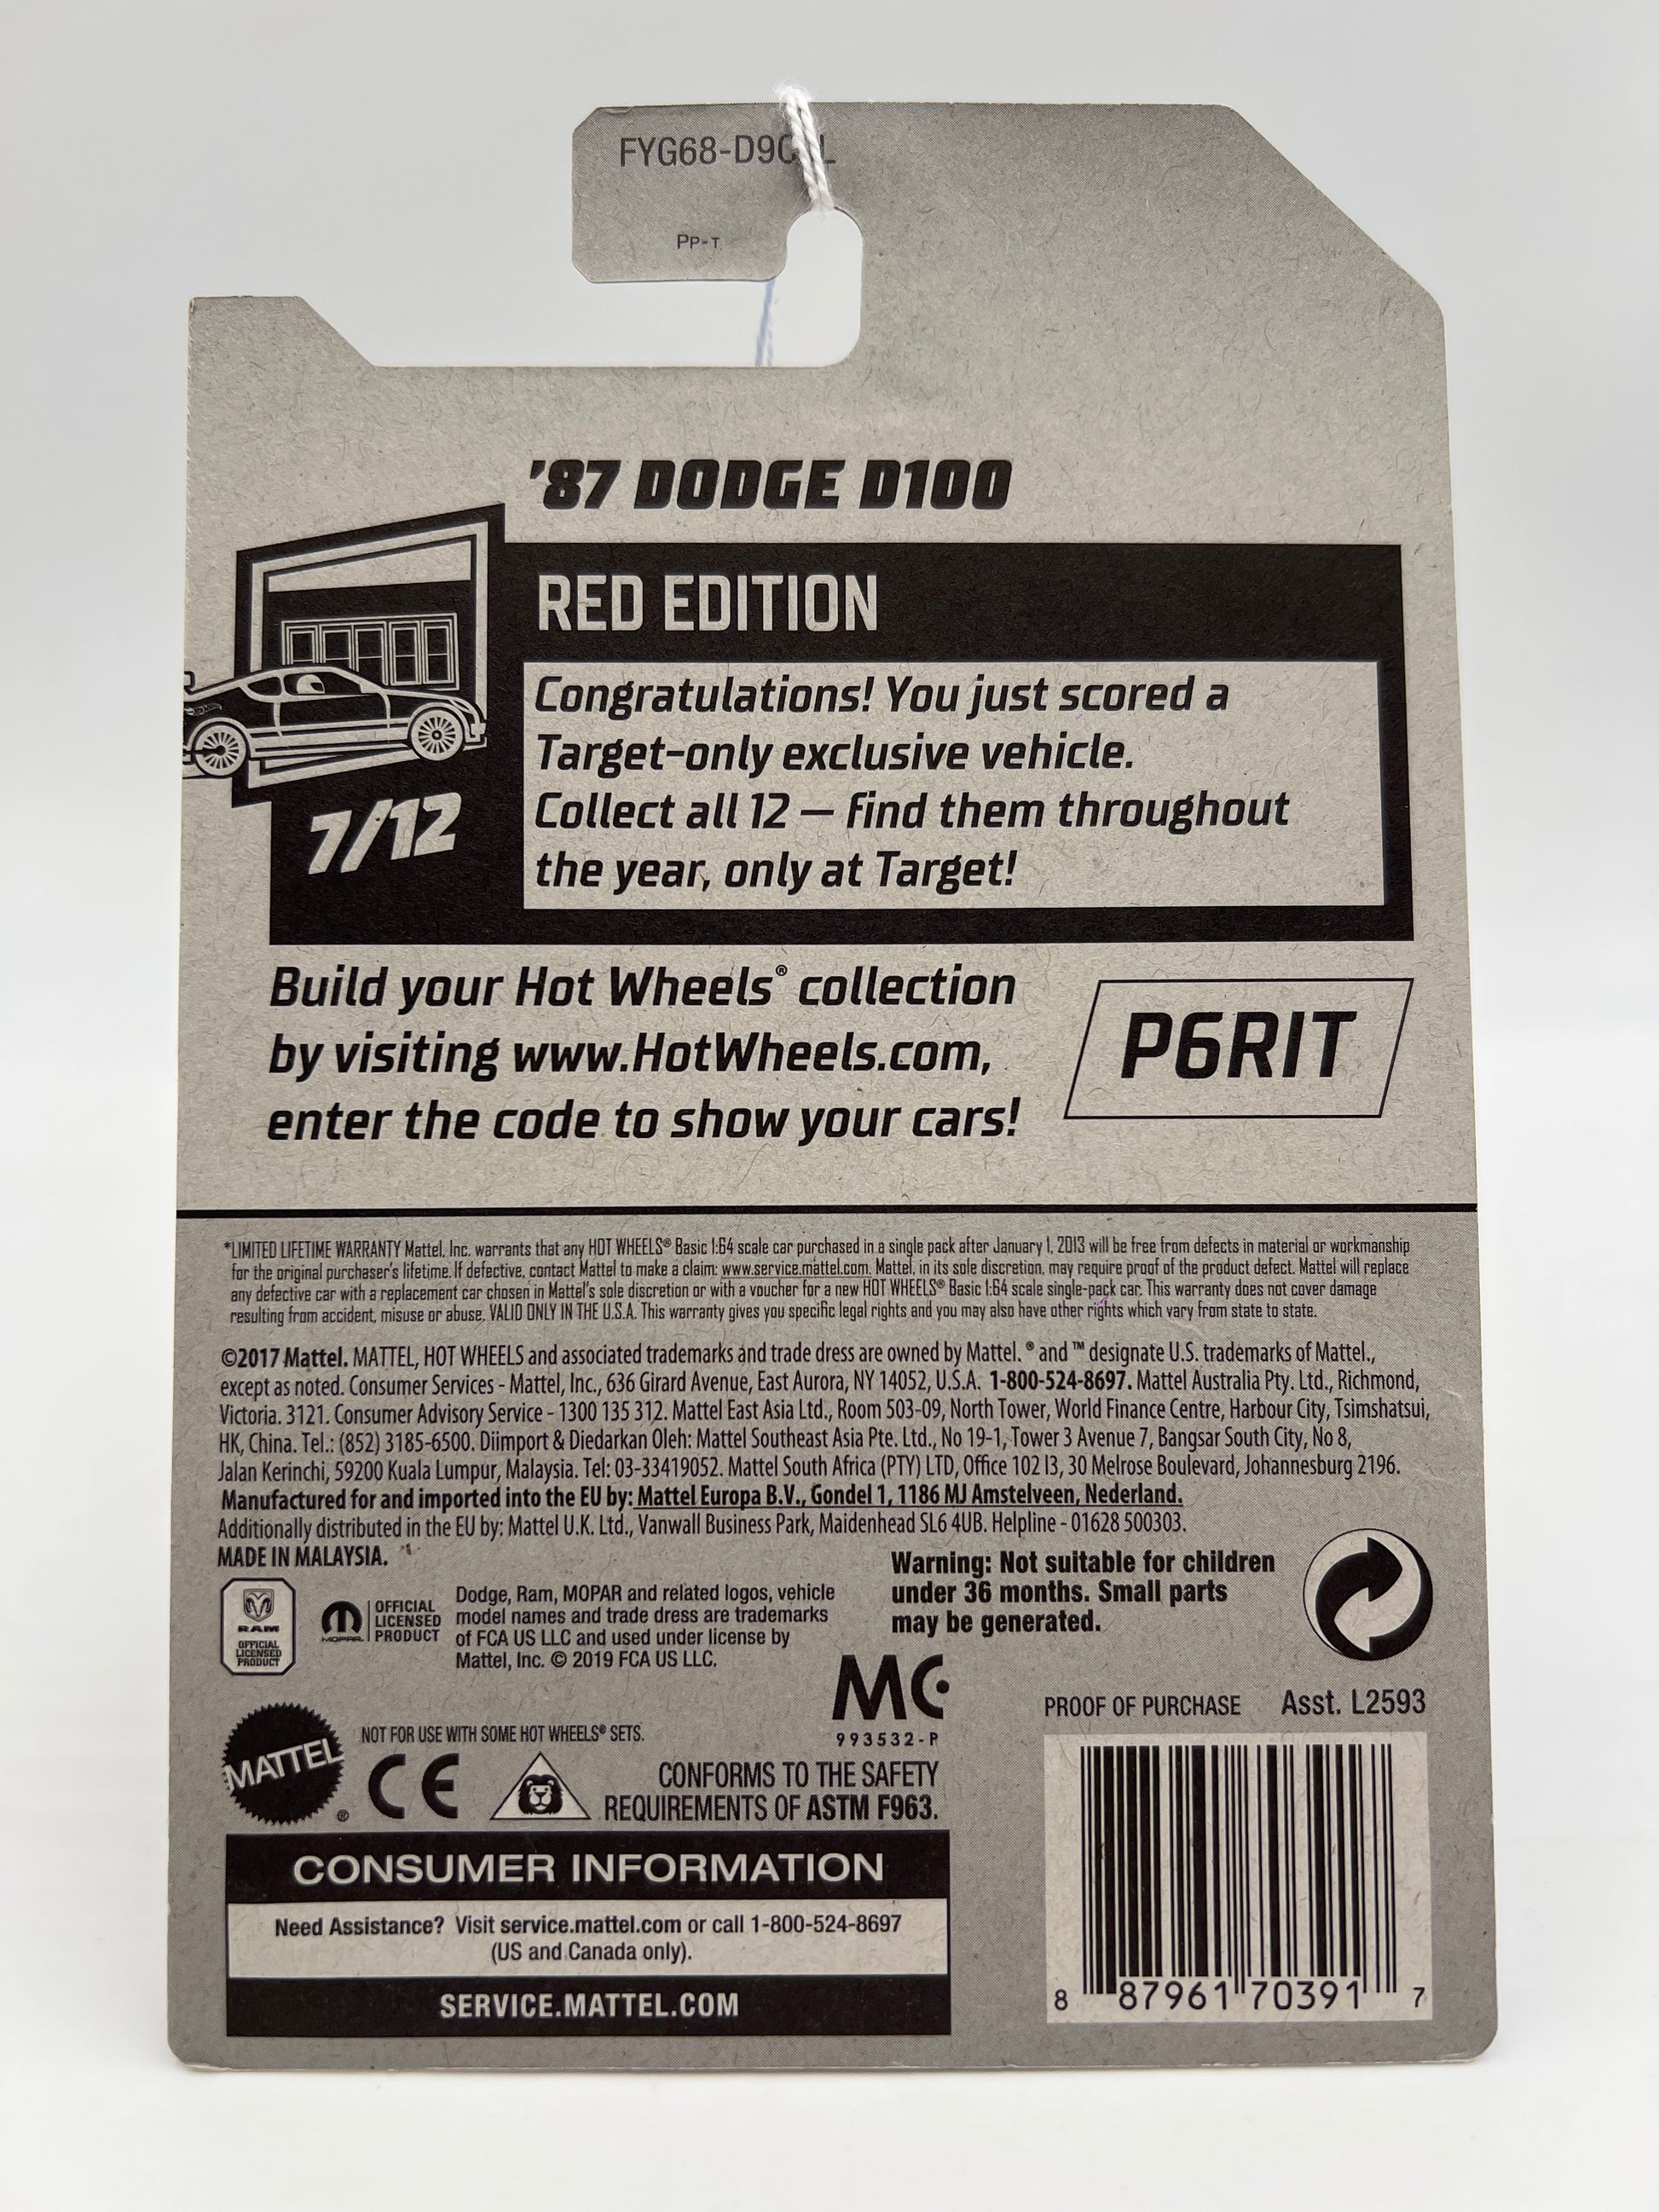 FYG68-D9
PP-T
'87 DODGE D100
RED EDITION
Congratulations! You just scored a
Target-only exclusive vehicle.
Collect all 12 – find them throughout
the year, only at Target!
7/12
Build your Hot Wheels® collection
by visiting www.HotWheels.com,
enter the code to show your cars!
P6RIT
*LIMITED LIFETIME WARRANTY Mattel, Inc. warrants that any HOT WHEELS® Basic 1:64 scale car purchased in a single pack after January 1, 2013 will be free from defects in material or workmanship
for the original purchaser's lifetime. If defective, contact Mattel to make a claim: www.service.mattel.com. Mattel, in its sole discretion, may require proof of the product defect. Mattel will replace
any defective car with a replacement car chosen in Mattel's sole discretion or with a voucher for a new HOT WHEELS® Basic 1:64 scale single-pack car. This warranty does not cover damage
resulting from accident, misuse or abuse. VALID ONLY IN THE U.S.A. This warranty gives you specific legal rights and you may also have other rights which vary from state to state.
©2017 Mattel. MATTEL, HOT WHEELS and associated trademarks and trade dress are owned by Mattel. ® and ™ designate U.S. trademarks of Mattel.,
except as noted. Consumer Services - Mattel, Inc., 636 Girard Avenue, East Aurora, NY 14052, U.S.A. 1-800-524-8697. Mattel Australia Pty. Ltd., Richmond,
Victoria. 3121. Consumer Advisory Service - 1300 135 312. Mattel East Asia Ltd., Room 503-09, North Tower, World Finance Centre, Harbour City, Tsimshatsui,
HK, China. Tel.: (852) 3185-6500. Diimport & Diedarkan Oleh: Mattel Southeast Asia Pte. Ltd., No 19-1, Tower 3 Avenue 7, Bangsar South City, No 8,
Jalan Kerinchi, 59200 Kuala Lumpur, Malaysia. Tel: 03-33419052. Mattel South Africa (PTY) LTD, Office 102 I3, 30 Melrose Boulevard, Johannesburg 2196.
Manufactured for and imported into the EU by: Mattel Europa B.V., Gondel 1, 1186 MJ Amstelveen, Nederland.
Additionally distributed in the EU by: Mattel U.K. Ltd., Vanwall Business Park, Maidenhead SL6 4UB. Helpline - 01628 500303.
MADE IN MALAYSIA.
RAM
OFFICIAL
LICENSED
PRODUCT
MOPAR
OFFICIAL
LICENSED
PRODUCT
Dodge, Ram, MOPAR and related logos, vehicle
model names and trade dress are trademarks
of FCA US LLC and used under license by
Mattel, Inc. © 2019 FCA US LLC.
Warning: Not suitable for children
under 36 months. Small parts
may be generated.
MC
993532-P
PROOF OF PURCHASE Asst. L2593
MATTEL®
NOT FOR USE WITH SOME HOT WHEELS® SETS.
CE
CONFORMS TO THE SAFETY
REQUIREMENTS OF ASTM F963.
CONSUMER INFORMATION
Need Assistance? Visit service.mattel.com or call 1-800-524-8697
(US and Canada only).
SERVICE.MATTEL.COM
8 87961 70391 7